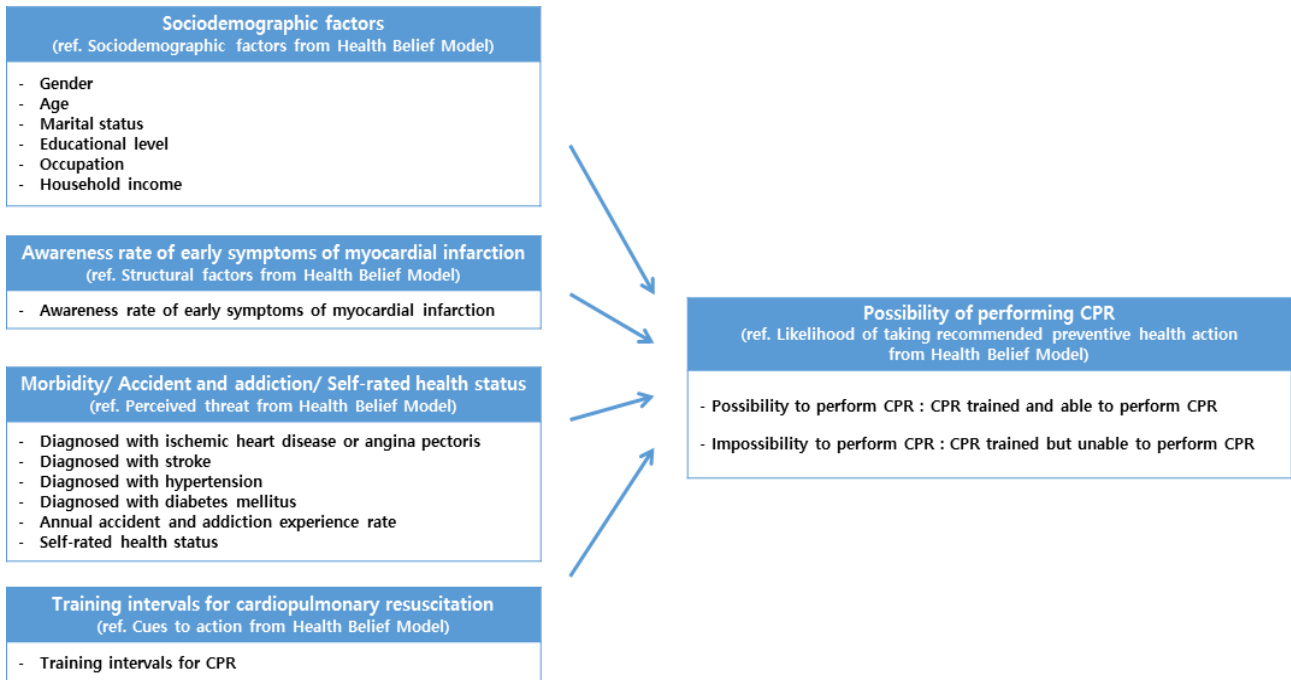 Sociodemographic factors
(ref. Sociodemographic factors from Health Belief Model)
- Gender
- Age
- Marital status
- Educational level
- Occupation
- Household income
Awareness rate of early symptoms of myocardial infarction
(ref. Structural factors from Health Belief Model)
- Awareness rate of early symptoms of myocardial infarction
Morbidity/ Accident and addiction/ Self-rated health status
(ref. Perceived threat from Health Belief Model)
- Diagnosed with ischemic heart disease or angina pectoris
- Diagnosed with stroke
- Diagnosed with hypertension
- Diagnosed with diabetes mellitus
- Annual accident and addiction experience rate
- Self-rated health status
Training intervals for cardiopulmonary resuscitation
(ref. Cues to action from Health Belief Model)
- Training intervals for CPR
Possibility of performing CPR
(ref. Likelihood of taking recommended preventive health action
from Health Belief Model)
- Possibility to perform CPR : CPR trained and able to perform CPR
- Impossibility to perform CPR : CPR trained but unable to perform CPR